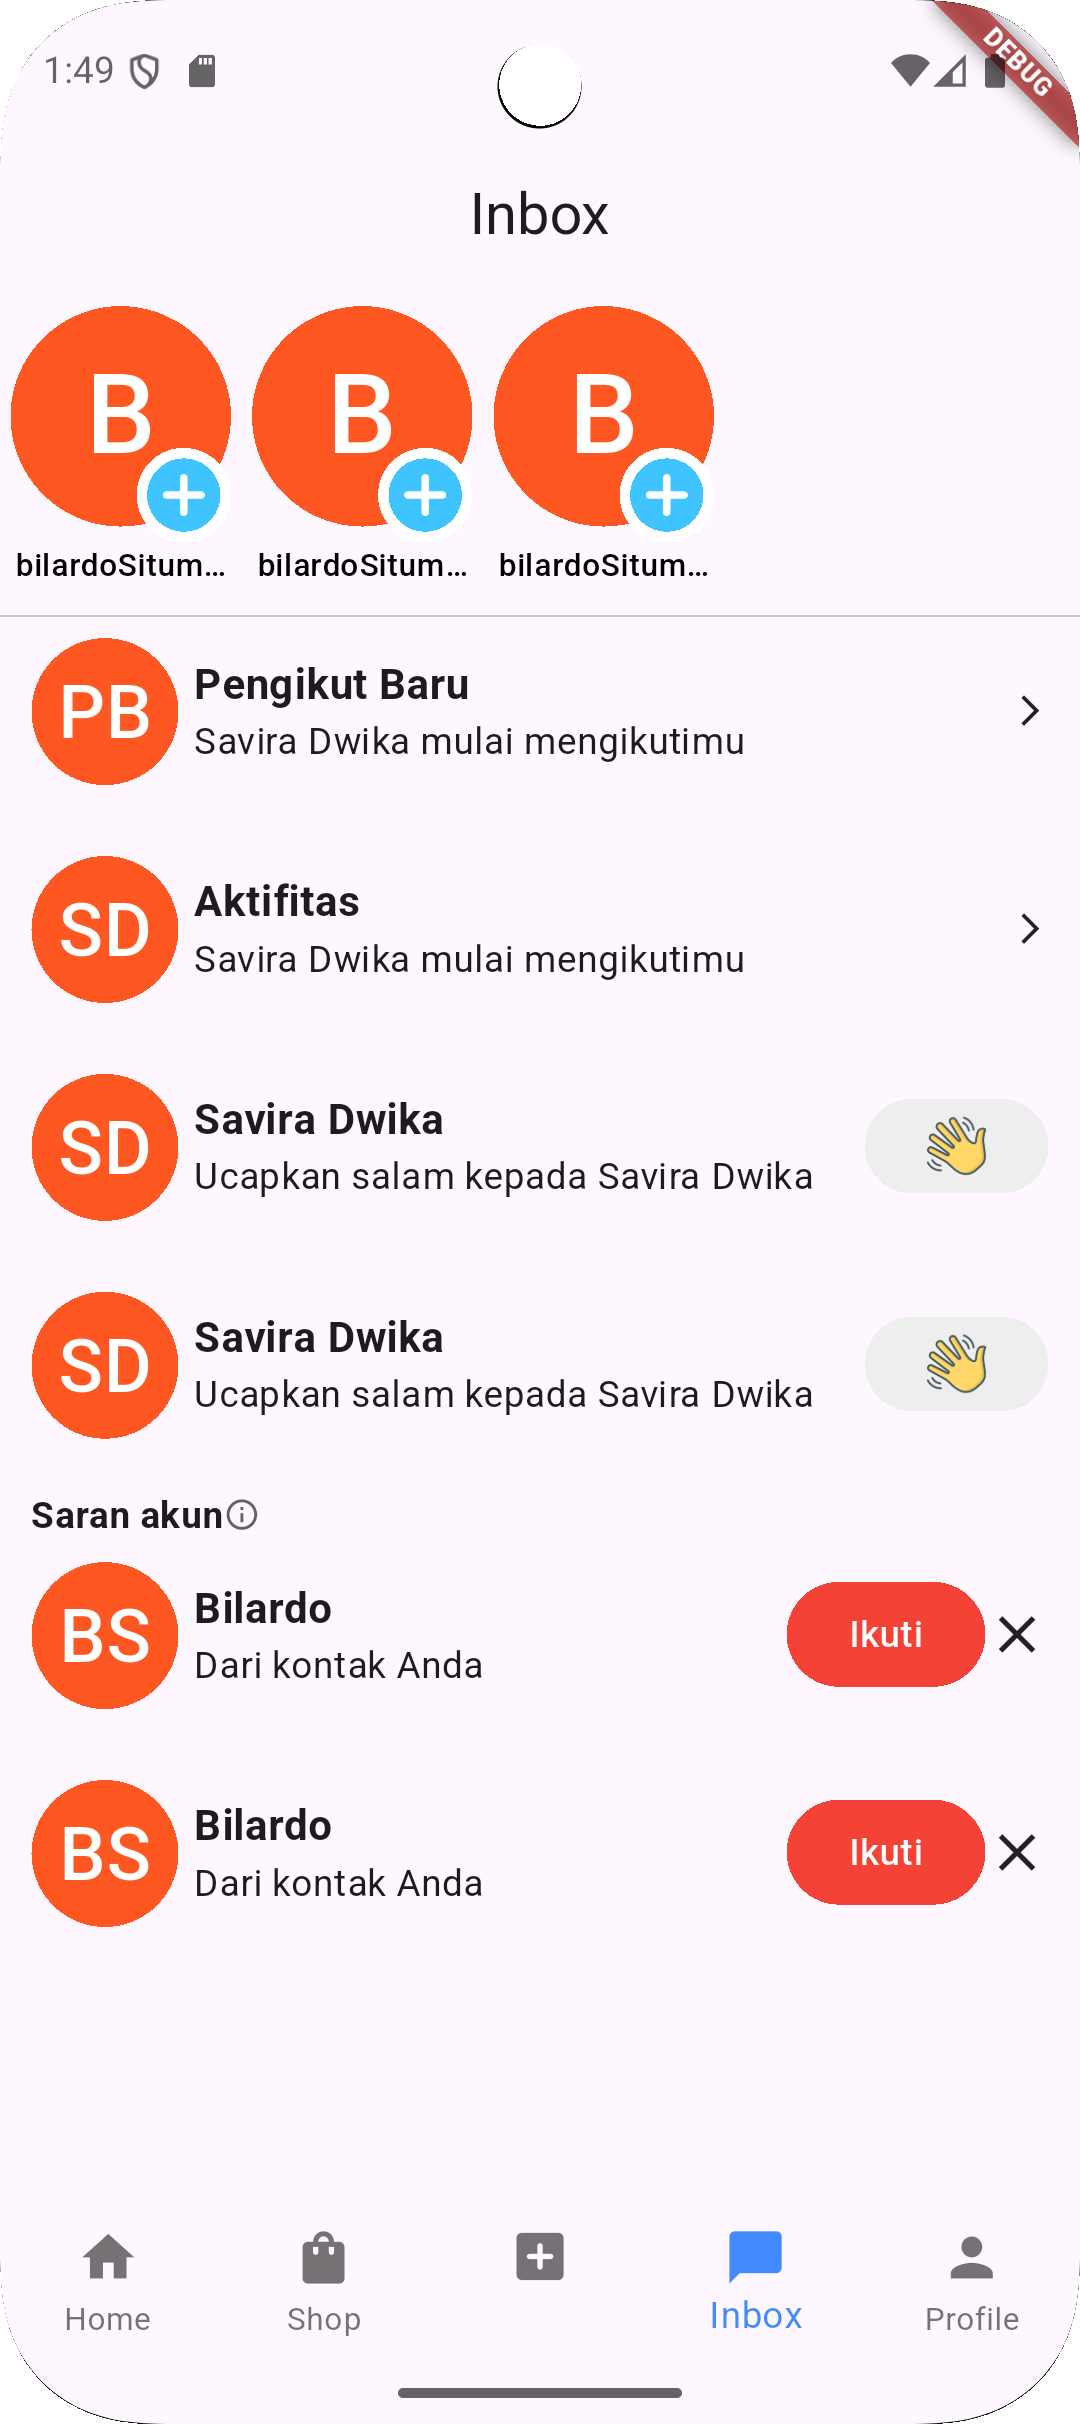 1:49
DEBUG
Inbox
B
B
B
bilardoSitum...
bilardoSitum...
bilardoSitum...
PB
Pengikut Baru
Savira Dwika mulai mengikutimu
SD
Aktifitas
Savira Dwika mulai mengikutimu
SD
Savira Dwika
Ucapkan salam kepada Savira Dwika
SD
Savira Dwika
Ucapkan salam kepada Savira Dwika
Saran akun
BS
Bilardo
Dari kontak Anda
Ikuti
BS
Bilardo
Dari kontak Anda
Ikuti
Home
Shop
Inbox
Profile